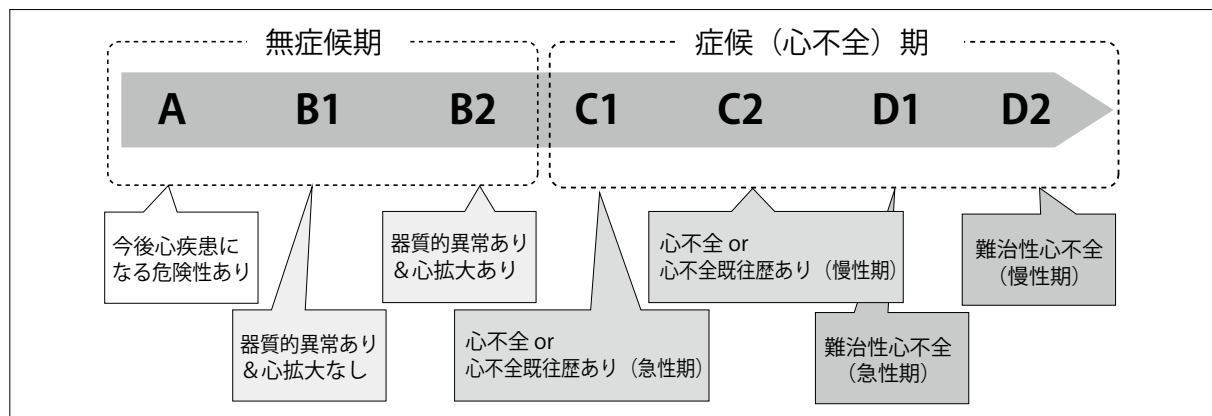 無症候期
症候（心不全）期
A
B1
B2
C1
C2
D1
D2
今後心疾患に
なる危険性あり
器質的異常あり
＆心拡大なし
器質的異常あり
＆心拡大あり
心不全 or
心不全既往歴あり（急性期）
心不全 or
心不全既往歴あり（慢性期）
難治性心不全
（急性期）
難治性心不全
（慢性期）